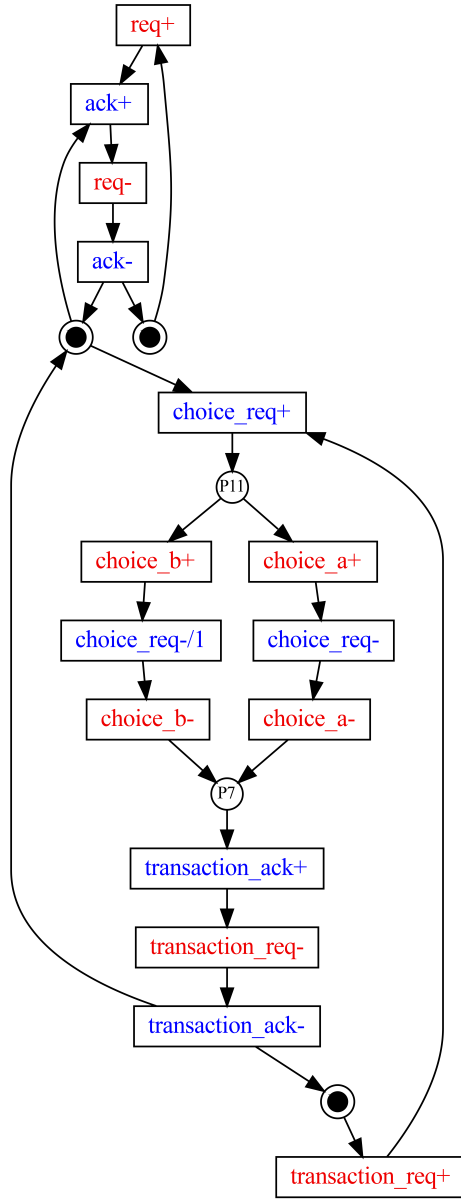 req+
ack+
req-
ack-
choice_req+
P11
choice_b+
choice_a+
choice_req-/1
choice_req-
choice_b-
choice_a-
P7
transaction_ack+
transaction_req-
transaction_ack-
transaction_req+